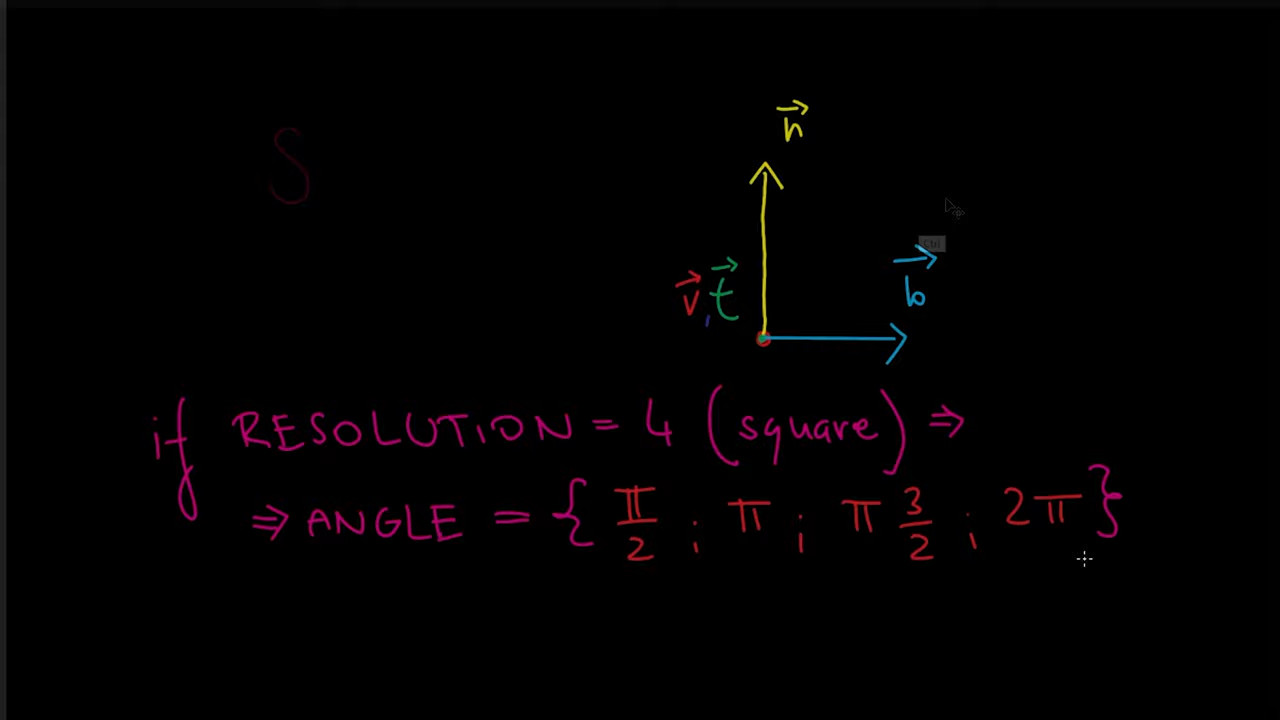 S
n⃗
v⃗, t⃗
b⃗
if RESOLUTION = 4 (square) ⇒
⇒ ANGLE = { π/2 ; π ; π 3/2 ; 2π }